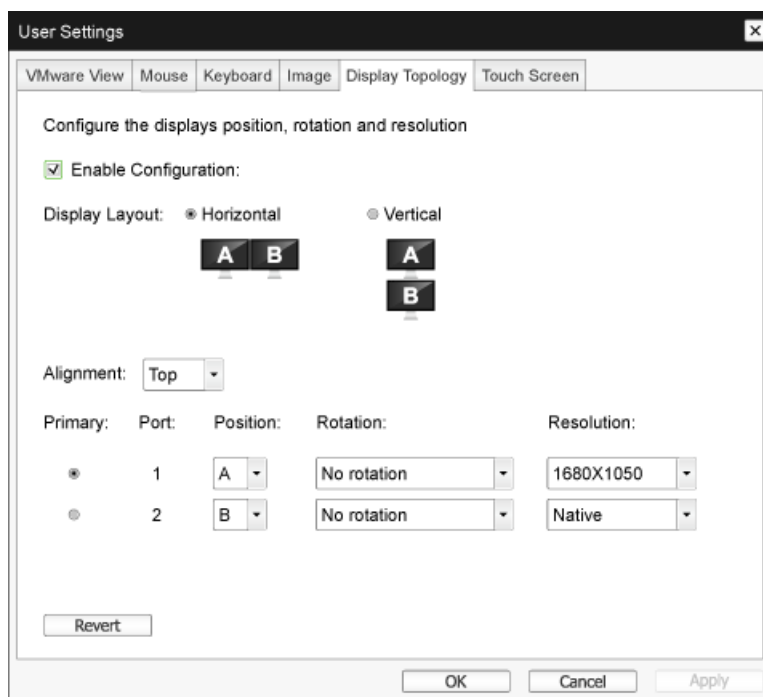 User Settings
VMware View Mouse Keyboard Image Display Topology Touch Screen
Configure the displays position, rotation and resolution
Enable Configuration:
Display Layout: Horizontal Vertical
A B A
B
Alignment: Top
Primary: Port: Position: Rotation: Resolution:
1 A No rotation 1680X1050
2 B No rotation Native
Revert
OK Cancel Apply